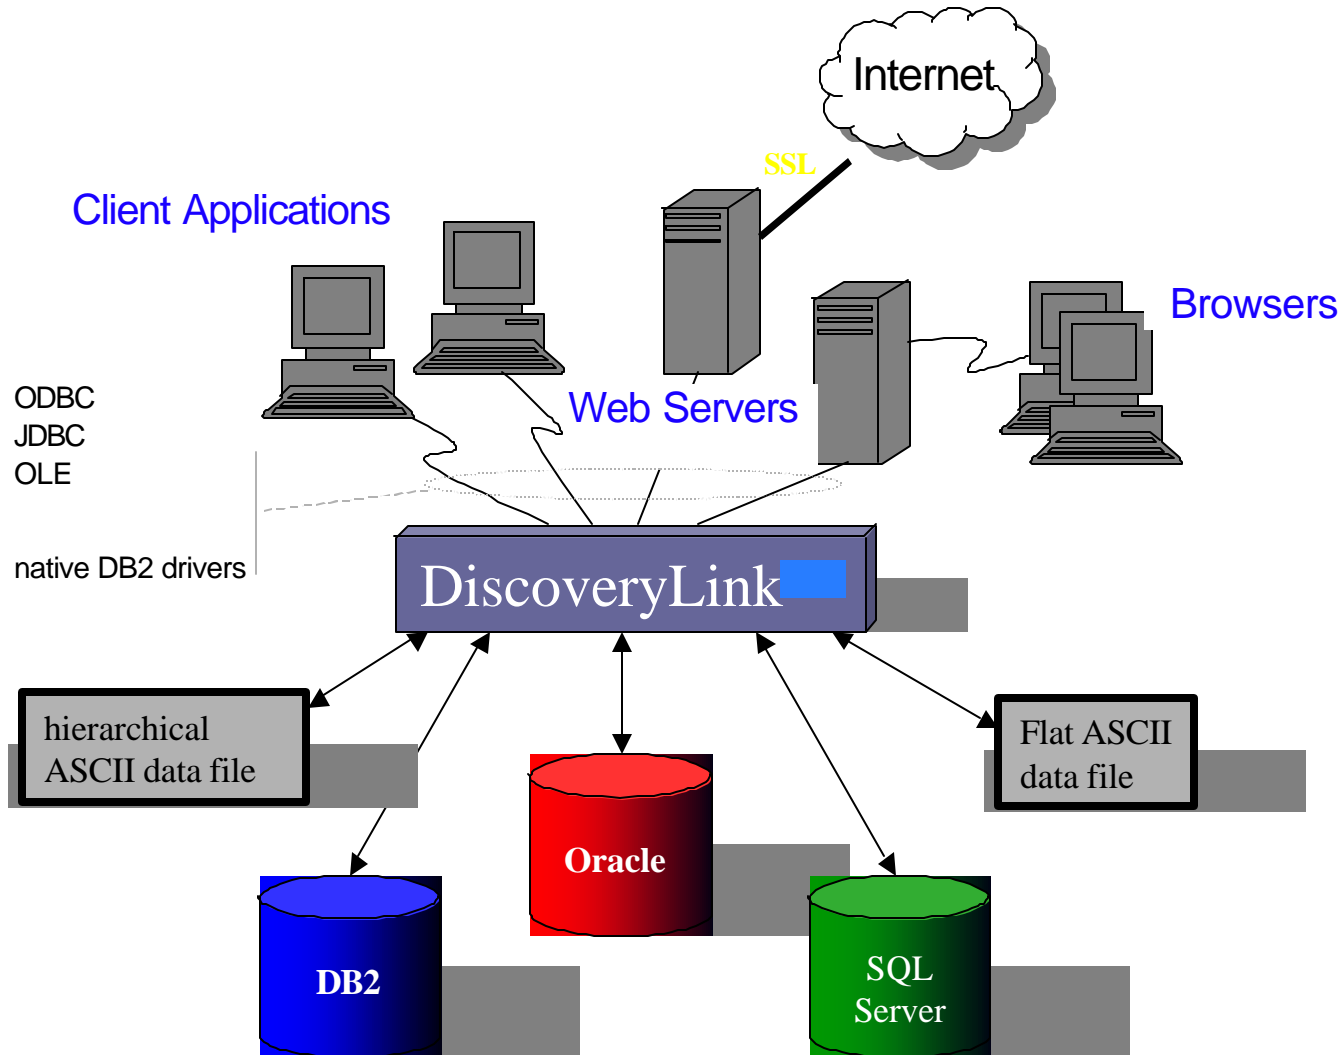 Internet
SSL
Client Applications
Browsers
Web Servers
ODBC
JDBC
OLE
native DB2 drivers
DiscoveryLink
hierarchical
ASCII data file
Flat ASCII
data file
Oracle
DB2
SQL
Server